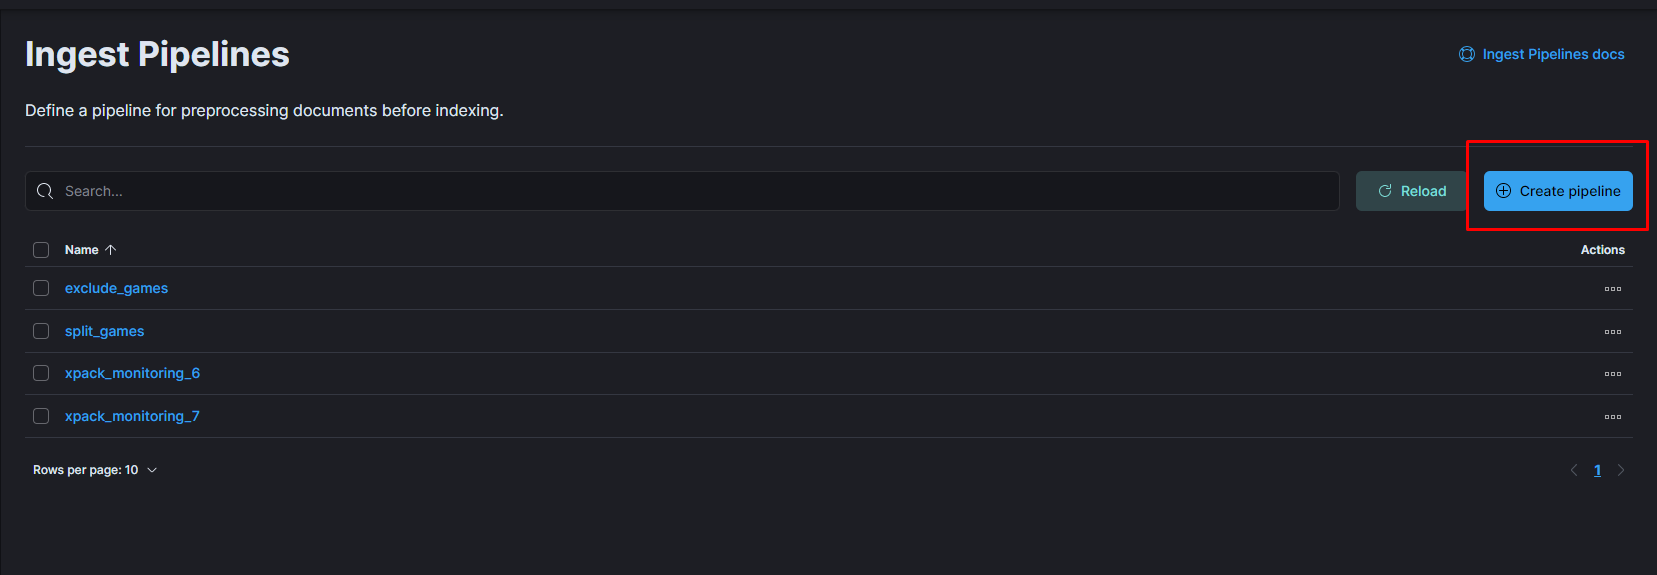 Ingest Pipelines
Ingest Pipelines docs
Define a pipeline for preprocessing documents before indexing.
Search...
Reload
Create pipeline
Name
Actions
exclude_games
split_games
xpack_monitoring_6
xpack_monitoring_7
Rows per page: 10
1